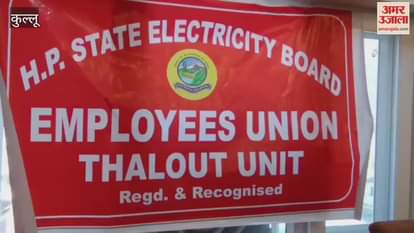 कुल्लू
अमर उजाला
amarujala.com
H.P. STATE ELECTRICITY BOARD
EMPLOYEES UNION
THALOUT UNIT
Regd. & Recognised